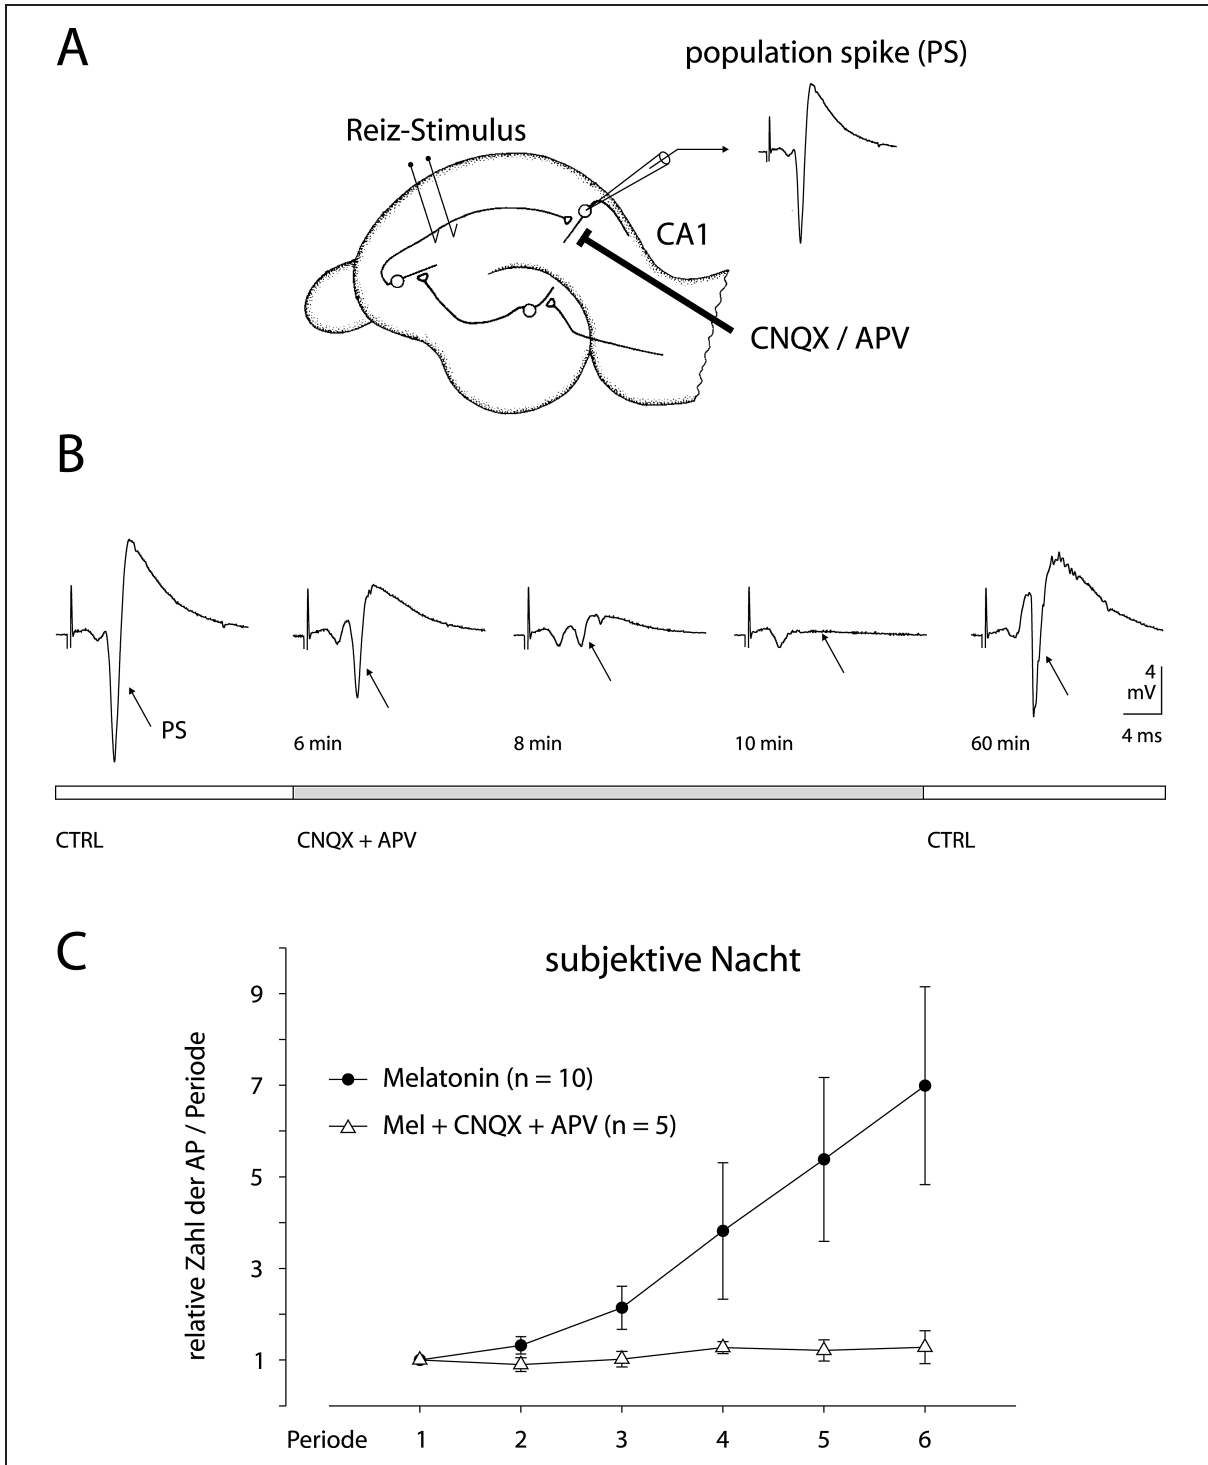 A
population spike (PS)
Reiz-Stimulus
CA1
CNQX / APV
B
PS
6 min
8 min
10 min
60 min
4
mV
4 ms
CTRL
CNQX + APV
CTRL
C
subjektive Nacht
relative Zahl der AP / Periode
9
7
5
3
1
Melatonin (n = 10)
Mel + CNQX + APV (n = 5)
Periode 1 2 3 4 5 6